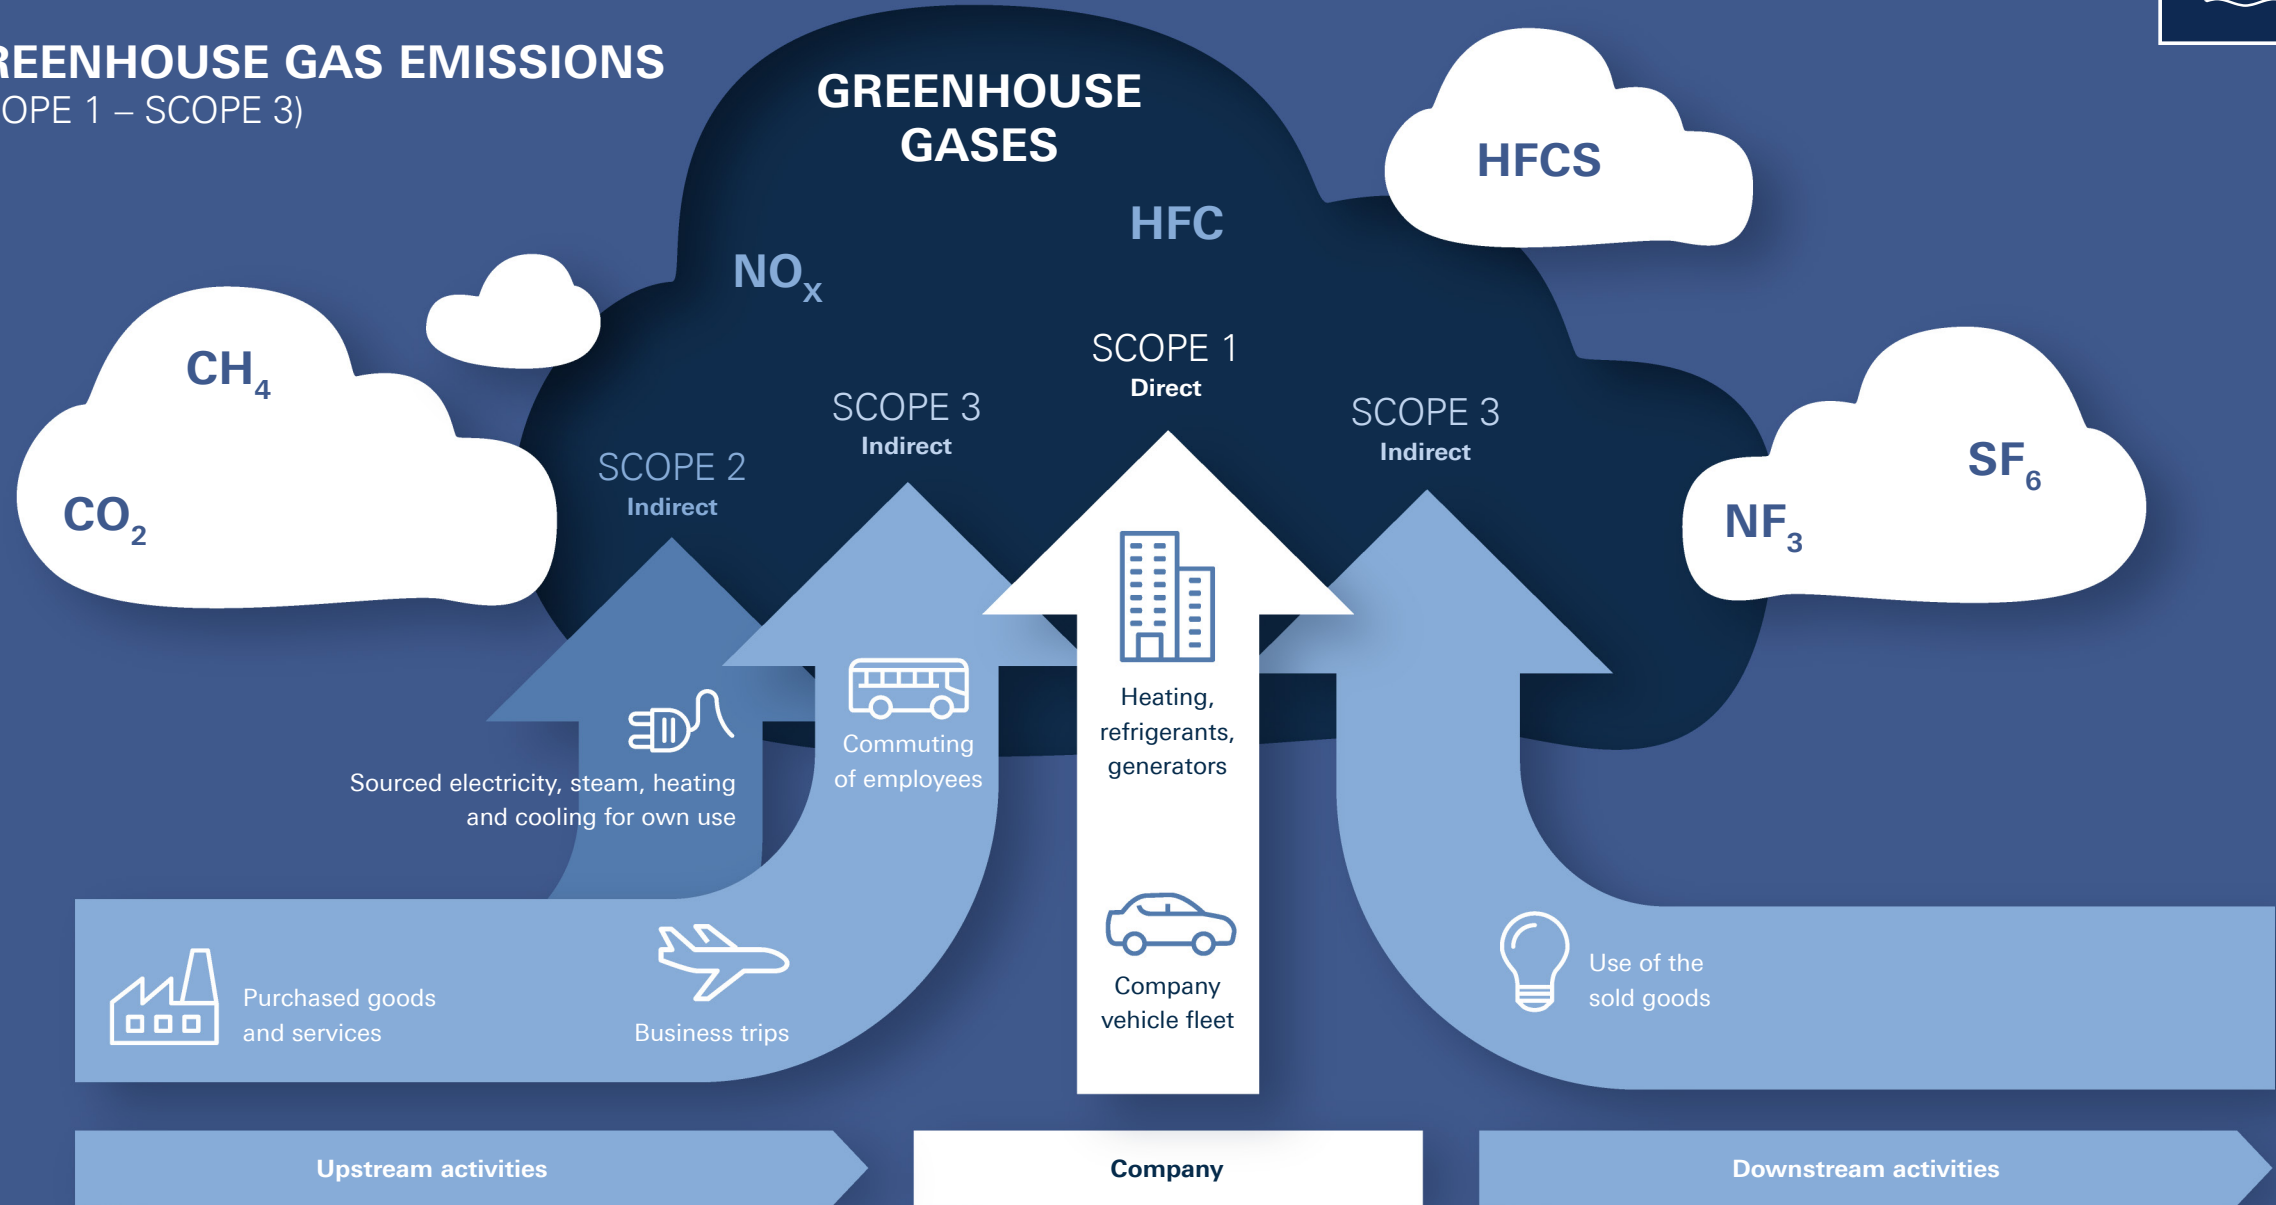 REENHOUSE GAS EMISSIONS
OPE 1 – SCOPE 3)
GREENHOUSE
GASES
HFCS
HFC
NOx
CH4
CO2
SCOPE 1
Direct
SCOPE 3
Indirect
SCOPE 3
Indirect
SCOPE 2
Indirect
SF6
NF3
Heating,
refrigerants,
generators
Commuting
of employees
Sourced electricity, steam, heating
and cooling for own use
Company
vehicle fleet
Purchased goods
and services
Business trips
Use of the
sold goods
Upstream activities
Company
Downstream activities